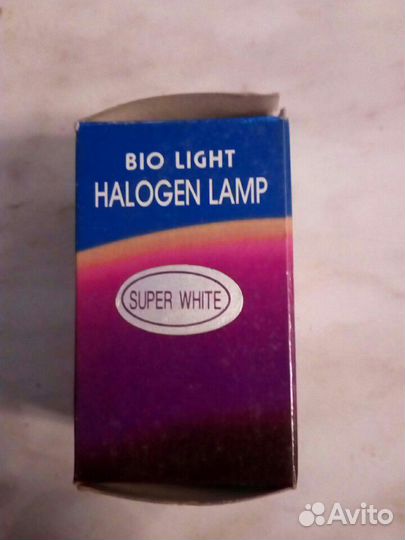 BIO LIGHT
HALOGEN LAMP
SUPER WHITE
Avito